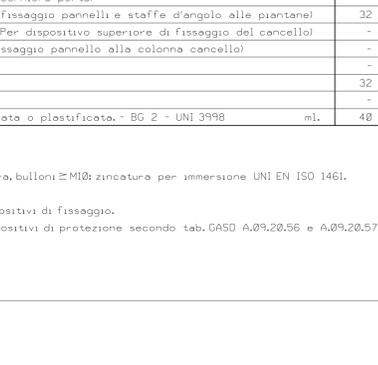 fissaggio pannelli e staffe d'angolo alle piantane) 32
Per dispositivo superiore di fissaggio del cancello) -
ssaggio pannello alla colonna cancello) -
-
32
-
ata o plastificata. - BG 2 - UNI 3998 ml. 40
a, bulloni ≥ M10: zincatura per immersione UNI EN ISO 1461.
ositivi di fissaggio.
ositivi di protezione secondo tab. GASD A.09.20.56 e A.09.20.57